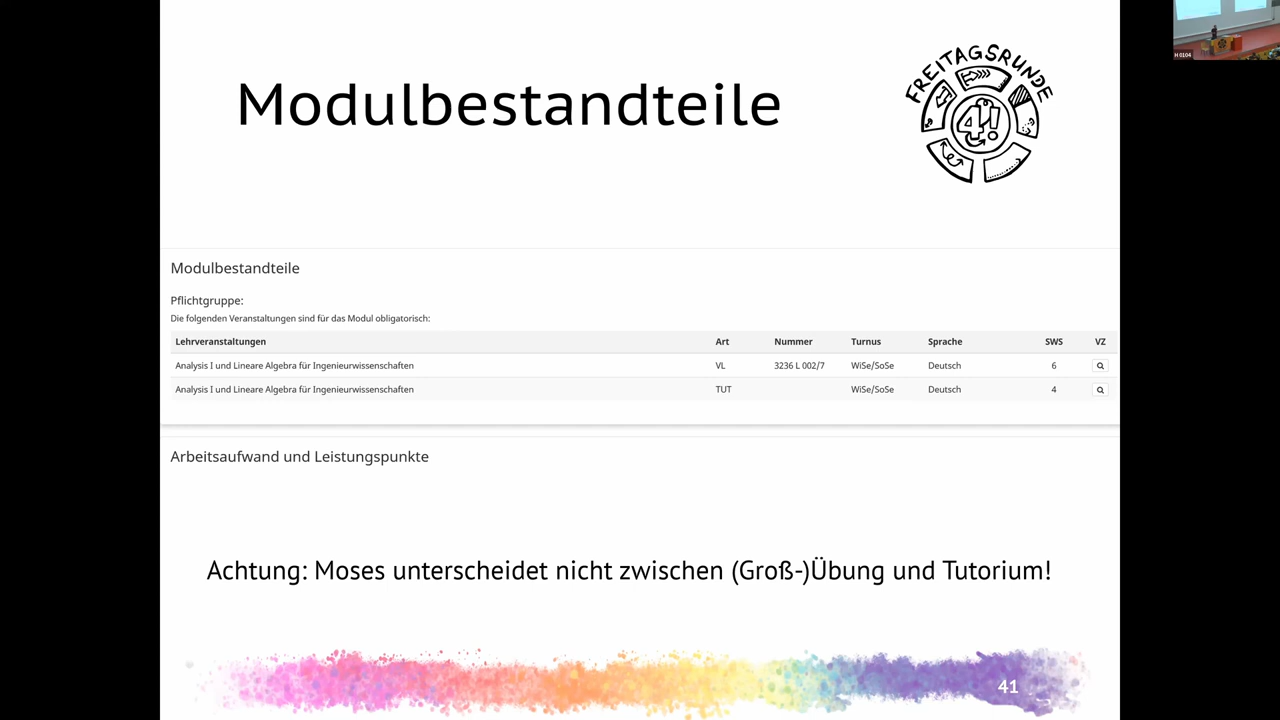 H 0104
Modulbestandteile
FREITAGSRUNDE
4!
Modulbestandteile
Pflichtgruppe:
Die folgenden Veranstaltungen sind für das Modul obligatorisch:
Lehrveranstaltungen Art Nummer Turnus Sprache SWS VZ
Analysis I und Lineare Algebra für Ingenieurwissenschaften VL 3236 L 002/7 WiSe/SoSe Deutsch 6
Analysis I und Lineare Algebra für Ingenieurwissenschaften TUT WiSe/SoSe Deutsch 4
Arbeitsaufwand und Leistungspunkte
Achtung: Moses unterscheidet nicht zwischen (Groß-)Übung und Tutorium!
41